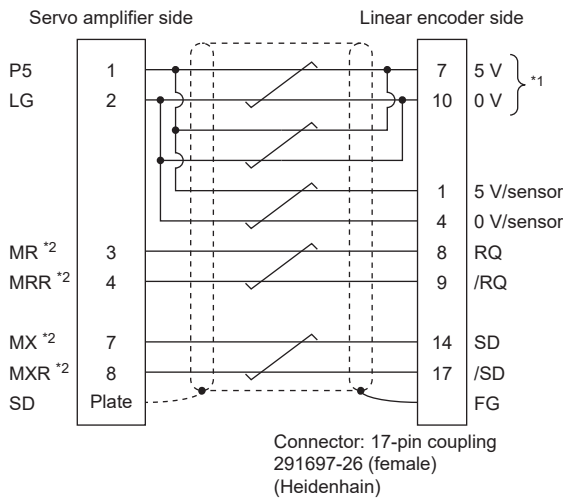 Servo amplifier side Linear encoder side
P5 1 7 5 V *1
LG 2 10 0 V
1 5 V/sensor
4 0 V/sensor
MR *2 3 8 RQ
MRR *2 4 9 /RQ
MX *2 7 14 SD
MXR *2 8 17 /SD
SD Plate FG
Connector: 17-pin coupling
291697-26 (female)
(Heidenhain)